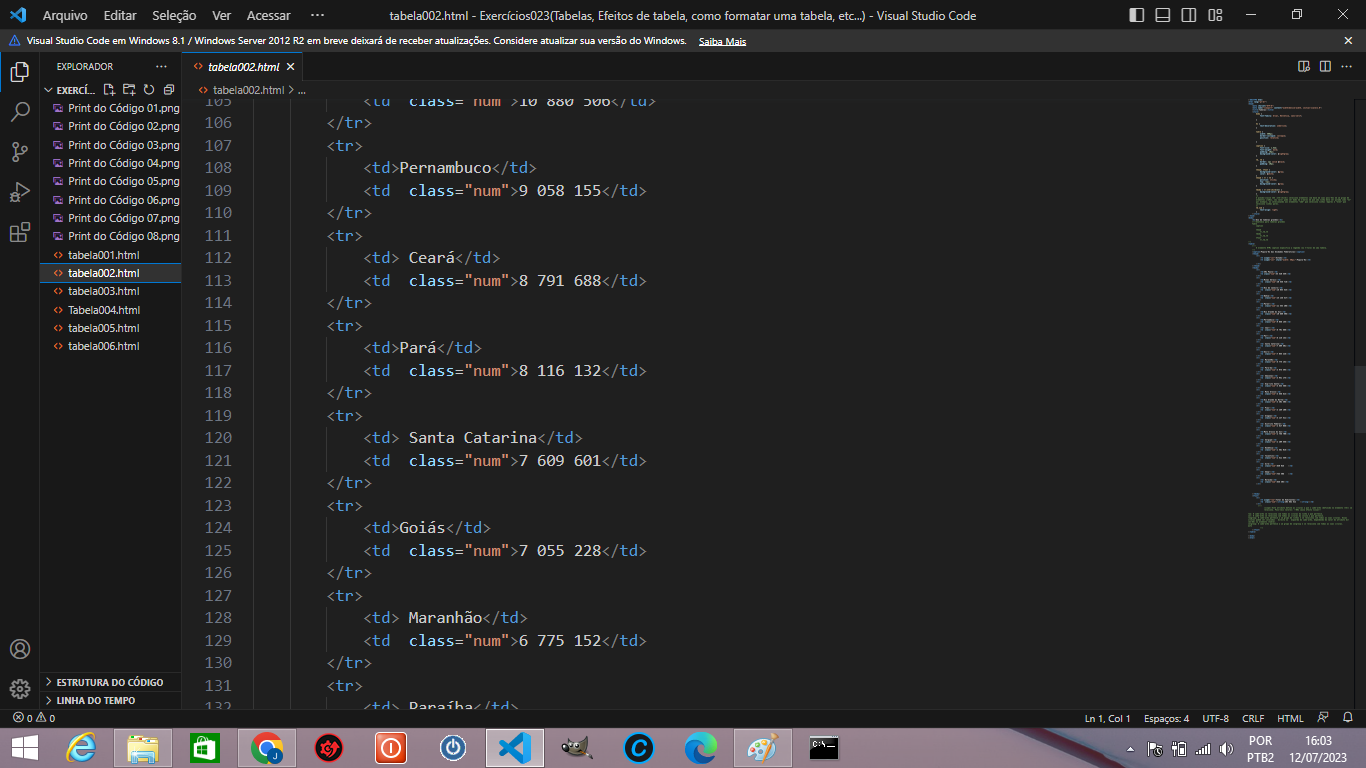 Arquivo Editar Seleção Ver Acessar ···
tabela002.html - Exercícios023(Tabelas, Efeitos de tabela, como formatar uma tabela, etc...) - Visual Studio Code
Visual Studio Code em Windows 8.1 / Windows Server 2012 R2 em breve deixará de receber atualizações. Considere atualizar sua versão do Windows. Saiba Mais
EXPLORADOR ···
EXERCÍ...
Print do Código 01.png
Print do Código 02.png
Print do Código 03.png
Print do Código 04.png
Print do Código 05.png
Print do Código 06.png
Print do Código 07.png
Print do Código 08.png
tabela001.html
tabela002.html
tabela003.html
Tabela004.html
tabela005.html
tabela006.html
ESTRUTURA DO CÓDIGO
LINHA DO TEMPO
tabela002.html
tabela002.html > ...
105 <td class="num">10 880 506</td>
106 </tr>
107 <tr>
108 <td>Pernambuco</td>
109 <td  class="num">9 058 155</td>
110 </tr>
111 <tr>
112 <td> Ceará</td>
113 <td  class="num">8 791 688</td>
114 </tr>
115 <tr>
116 <td>Pará</td>
117 <td  class="num">8 116 132</td>
118 </tr>
119 <tr>
120 <td> Santa Catarina</td>
121 <td  class="num">7 609 601</td>
122 </tr>
123 <tr>
124 <td>Goiás</td>
125 <td  class="num">7 055 228</td>
126 </tr>
127 <tr>
128 <td> Maranhão</td>
129 <td  class="num">6 775 152</td>
130 </tr>
131 <tr>
132 <td> Paraíba</td>
0 0
Ln 1, Col 1 Espaços: 4 UTF-8 CRLF HTML
POR 16:03
PTB2 12/07/2023